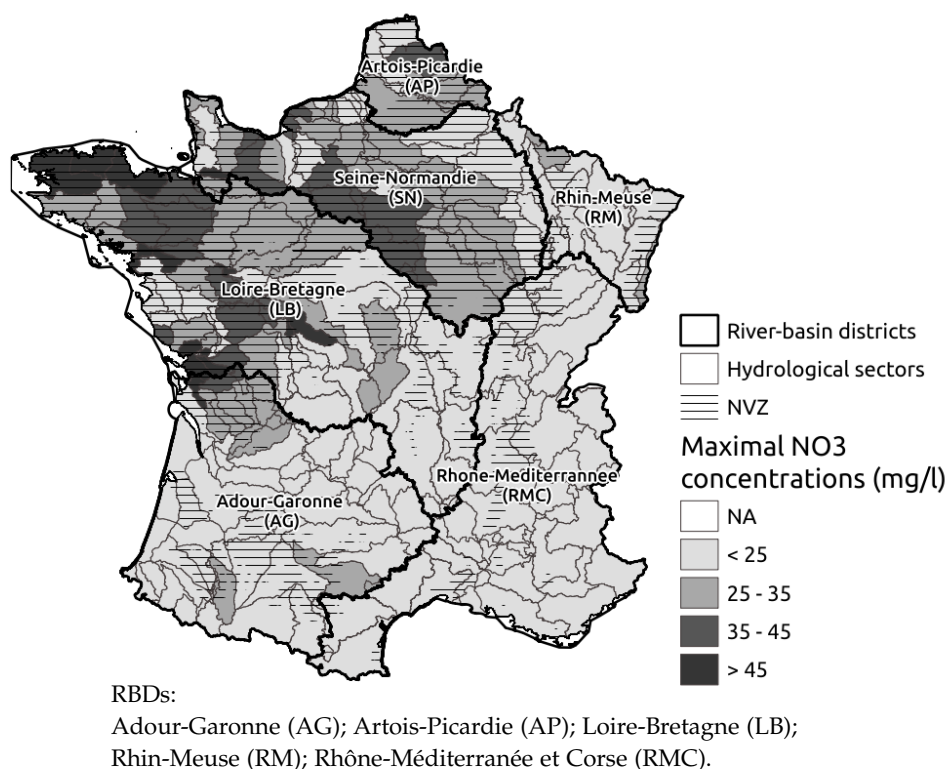 Artois-Picardie
(AP)
Seine-Normandie
(SN)
Rhin-Meuse
(RM)
Loire-Bretagne
(LB)
Rhone-Mediterrannee
(RMC)
Adour-Garonne
(AG)
River-basin districts
Hydrological sectors
NVZ
Maximal NO3
concentrations (mg/l)
NA
< 25
25 - 35
35 - 45
> 45
RBDs:
Adour-Garonne (AG); Artois-Picardie (AP); Loire-Bretagne (LB);
Rhin-Meuse (RM); Rhône-Méditerranée et Corse (RMC).